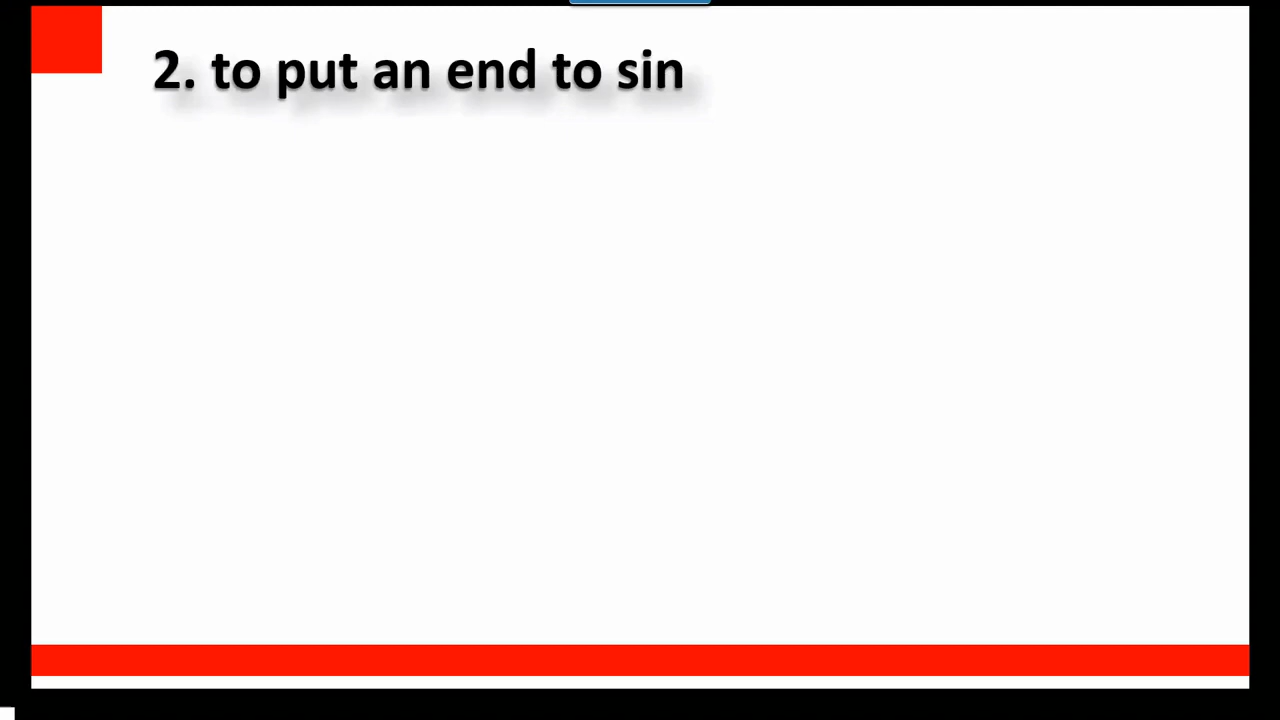 2. to put an end to sin